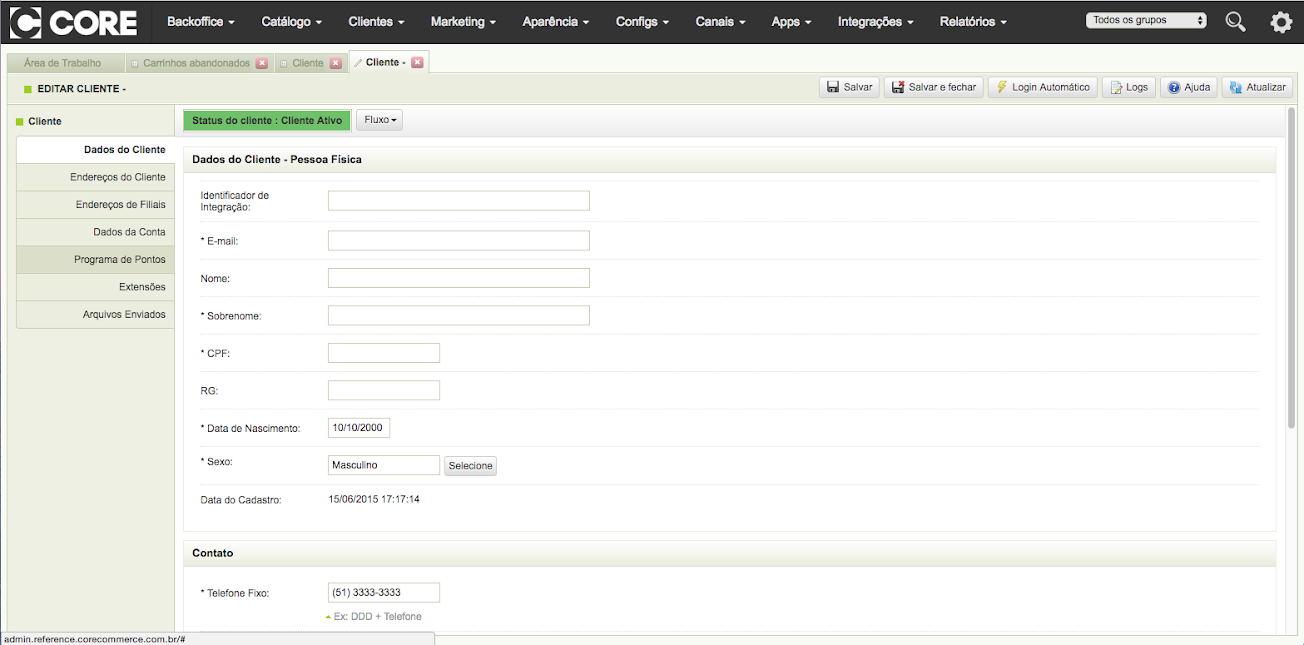 CORE
Backoffice Catálogo Clientes Marketing Aparência Configs Canais Apps Integrações Relatórios Todos os grupos
Área de Trabalho Carrinhos abandonados Cliente Cliente -
EDITAR CLIENTE - Salvar Salvar e fechar Login Automático Logs Ajuda Atualizar
Cliente
Dados do Cliente
Endereços do Cliente
Endereços de Filiais
Dados da Conta
Programa de Pontos
Extensões
Arquivos Enviados
Status do cliente : Cliente Ativo Fluxo
Dados do Cliente - Pessoa Física
Identificador de
Integração:
* E-mail:
Nome:
* Sobrenome:
* CPF:
RG:
* Data de Nascimento: 10/10/2000
* Sexo: Masculino Selecione
Data do Cadastro: 15/06/2015 17:17:14
Contato
* Telefone Fixo: (51) 3333-3333
Ex: DDD + Telefone
admin.reference.corecommerce.com.br/#